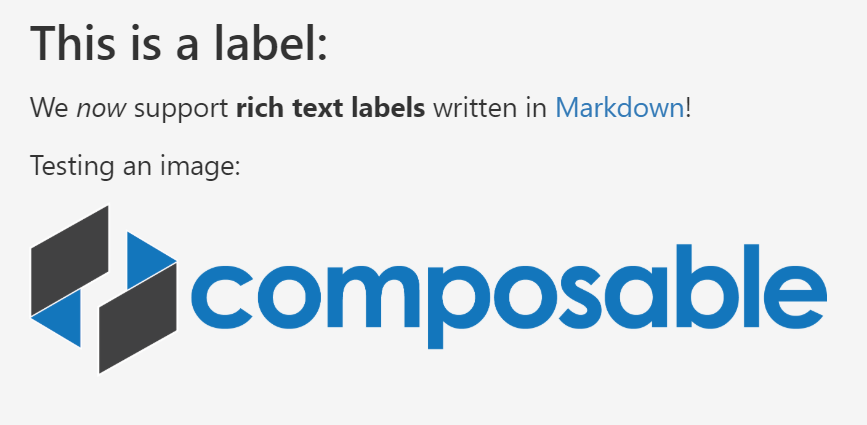 This is a label:
We now support rich text labels written in Markdown!
Testing an image:
composable